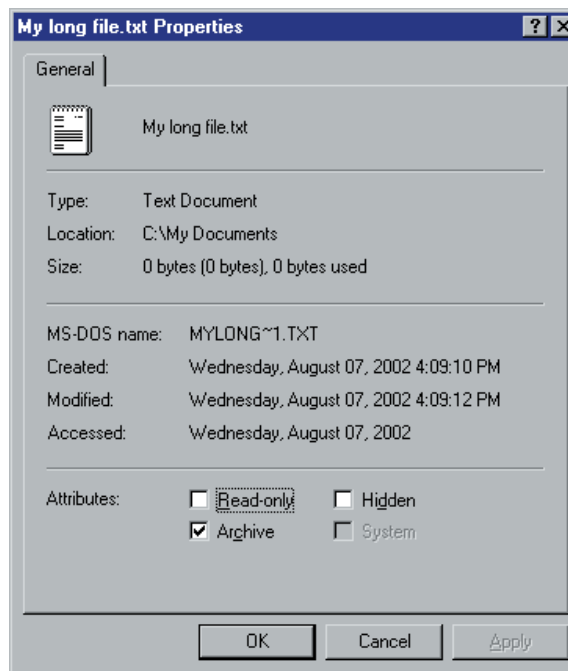 My long file.txt Properties
General
My long file.txt
Type: Text Document
Location: C:\My Documents
Size: 0 bytes (0 bytes), 0 bytes used
MS-DOS name: MYLONG~1.TXT
Created: Wednesday, August 07, 2002 4:09:10 PM
Modified: Wednesday, August 07, 2002 4:09:12 PM
Accessed: Wednesday, August 07, 2002
Attributes: Read-only Hidden
Archive System
OK Cancel Apply